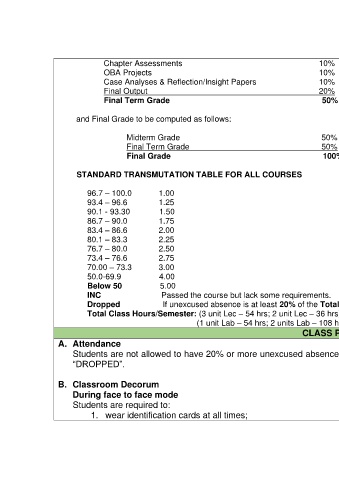 Chapter Assessments 10%
OBA Projects 10%
Case Analyses & Reflection/Insight Papers 10%
Final Output 20%
Final Term Grade 50%
and Final Grade to be computed as follows:
Midterm Grade 50%
Final Term Grade 50%
Final Grade 100%
STANDARD TRANSMUTATION TABLE FOR ALL COURSES
96.7 – 100.0 1.00
93.4 – 96.6 1.25
90.1 - 93.30 1.50
86.7 – 90.0 1.75
83.4 – 86.6 2.00
80.1 – 83.3 2.25
76.7 – 80.0 2.50
73.4 – 76.6 2.75
70.00 – 73.3 3.00
50.0-69.9 4.00
Below 50 5.00
INC Passed the course but lack some requirements.
Dropped If unexcused absence is at least 20% of the Total
Total Class Hours/Semester: (3 unit Lec – 54 hrs; 2 unit Lec – 36 hrs
(1 unit Lab – 54 hrs; 2 units Lab – 108 h
CLASS
A. Attendance
Students are not allowed to have 20% or more unexcused absence
“DROPPED”.
B. Classroom Decorum
During face to face mode
Students are required to:
1. wear identification cards at all times;